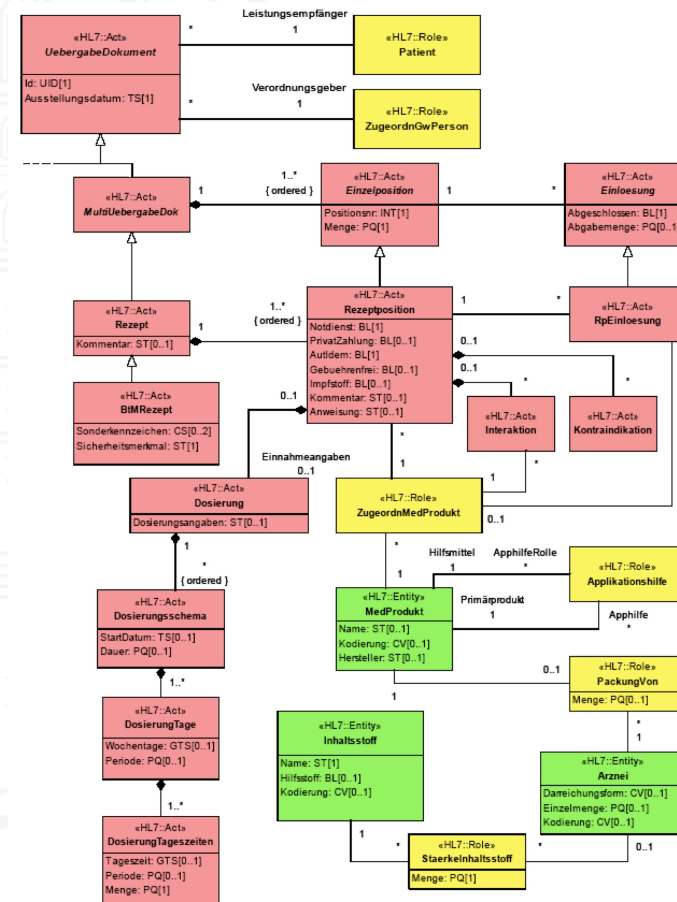 «HL7::Act»
UebergabeDokument
Id: UID[1]
Ausstellungsdatum: TS[1]
Leistungsempfänger
*
1
«HL7::Role»
Patient
Verordnungsgeber
*
1
«HL7::Role»
ZugeordnGwPerson
«HL7::Act»
MultiUebergabeDok
1
1..*
{ ordered }
«HL7::Act»
Einzelposition
Positionsnr: INT[1]
Menge: PQ[1]
1
*
«HL7::Act»
Einloesung
Abgeschlossen: BL[1]
Abgabemenge: PQ[0..1
«HL7::Act»
Rezept
Kommentar: ST[0..1]
1
1..*
{ ordered }
«HL7::Act»
Rezeptposition
Notdienst: BL[1]
PrivatZahlung: BL[0..1]
AutIdem: BL[1]
Gebuehrenfrei: BL[0..1]
Impfstoff: BL[0..1]
Kommentar: ST[0..1]
Anweisung: ST[0..1]
1
*
«HL7::Act»
RpEinloesung
0..1
0..1
*
*
«HL7::Act»
BtMRezept
Sonderkennzeichen: CS[0..2]
Sicherheitsmerkmal: ST[1]
0..1
«HL7::Act»
Interaktion
«HL7::Act»
Kontraindikation
Einnahmeangaben
0..1
*
1
1
*
«HL7::Act»
Dosierung
Dosierungsangaben: ST[0..1]
«HL7::Role»
ZugeordnMedProdukt
0..1
1
*
{ ordered }
*
1
Hilfsmittel
1
ApphilfeRolle
*
«HL7::Role»
Applikationshilfe
«HL7::Act»
Dosierungsschema
StartDatum: TS[0..1]
Dauer: PQ[0..1]
«HL7::Entity»
MedProdukt
Name: ST[0..1]
Kodierung: CV[0..1]
Hersteller: ST[0..1]
Primärprodukt
1
Apphilfe
*
1..*
1
0..1
«HL7::Role»
PackungVon
Menge: PQ[0..1]
«HL7::Act»
DosierungTage
Wochentage: GTS[0..1]
Periode: PQ[0..1]
«HL7::Entity»
Inhaltsstoff
Name: ST[1]
Hilfsstoff: BL[0..1]
Kodierung: CV[0..1]
*
1
«HL7::Entity»
Arznei
Darreichungsform: CV[0..1]
Einzelmenge: PQ[0..1]
Kodierung: CV[0..1]
1..*
«HL7::Act»
DosierungTageszeiten
Tageszeit: GTS[0..1]
Periode: PQ[0..1]
Menge: PQ[1]
1
*
«HL7::Role»
StaerkeInhaltsstoff
Menge: PQ[1]
*
0..1